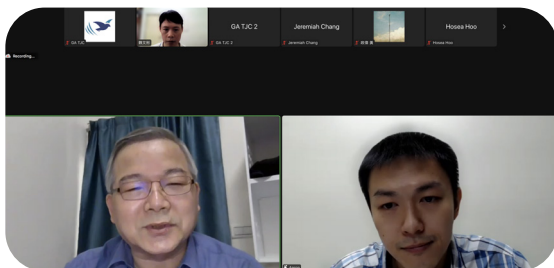 GA TJC 2
Jeremiah Chang
Hosea Hoo
GA TJC
GA TJC 2
Jeremiah Chang
Hosea Hoo
Recording...